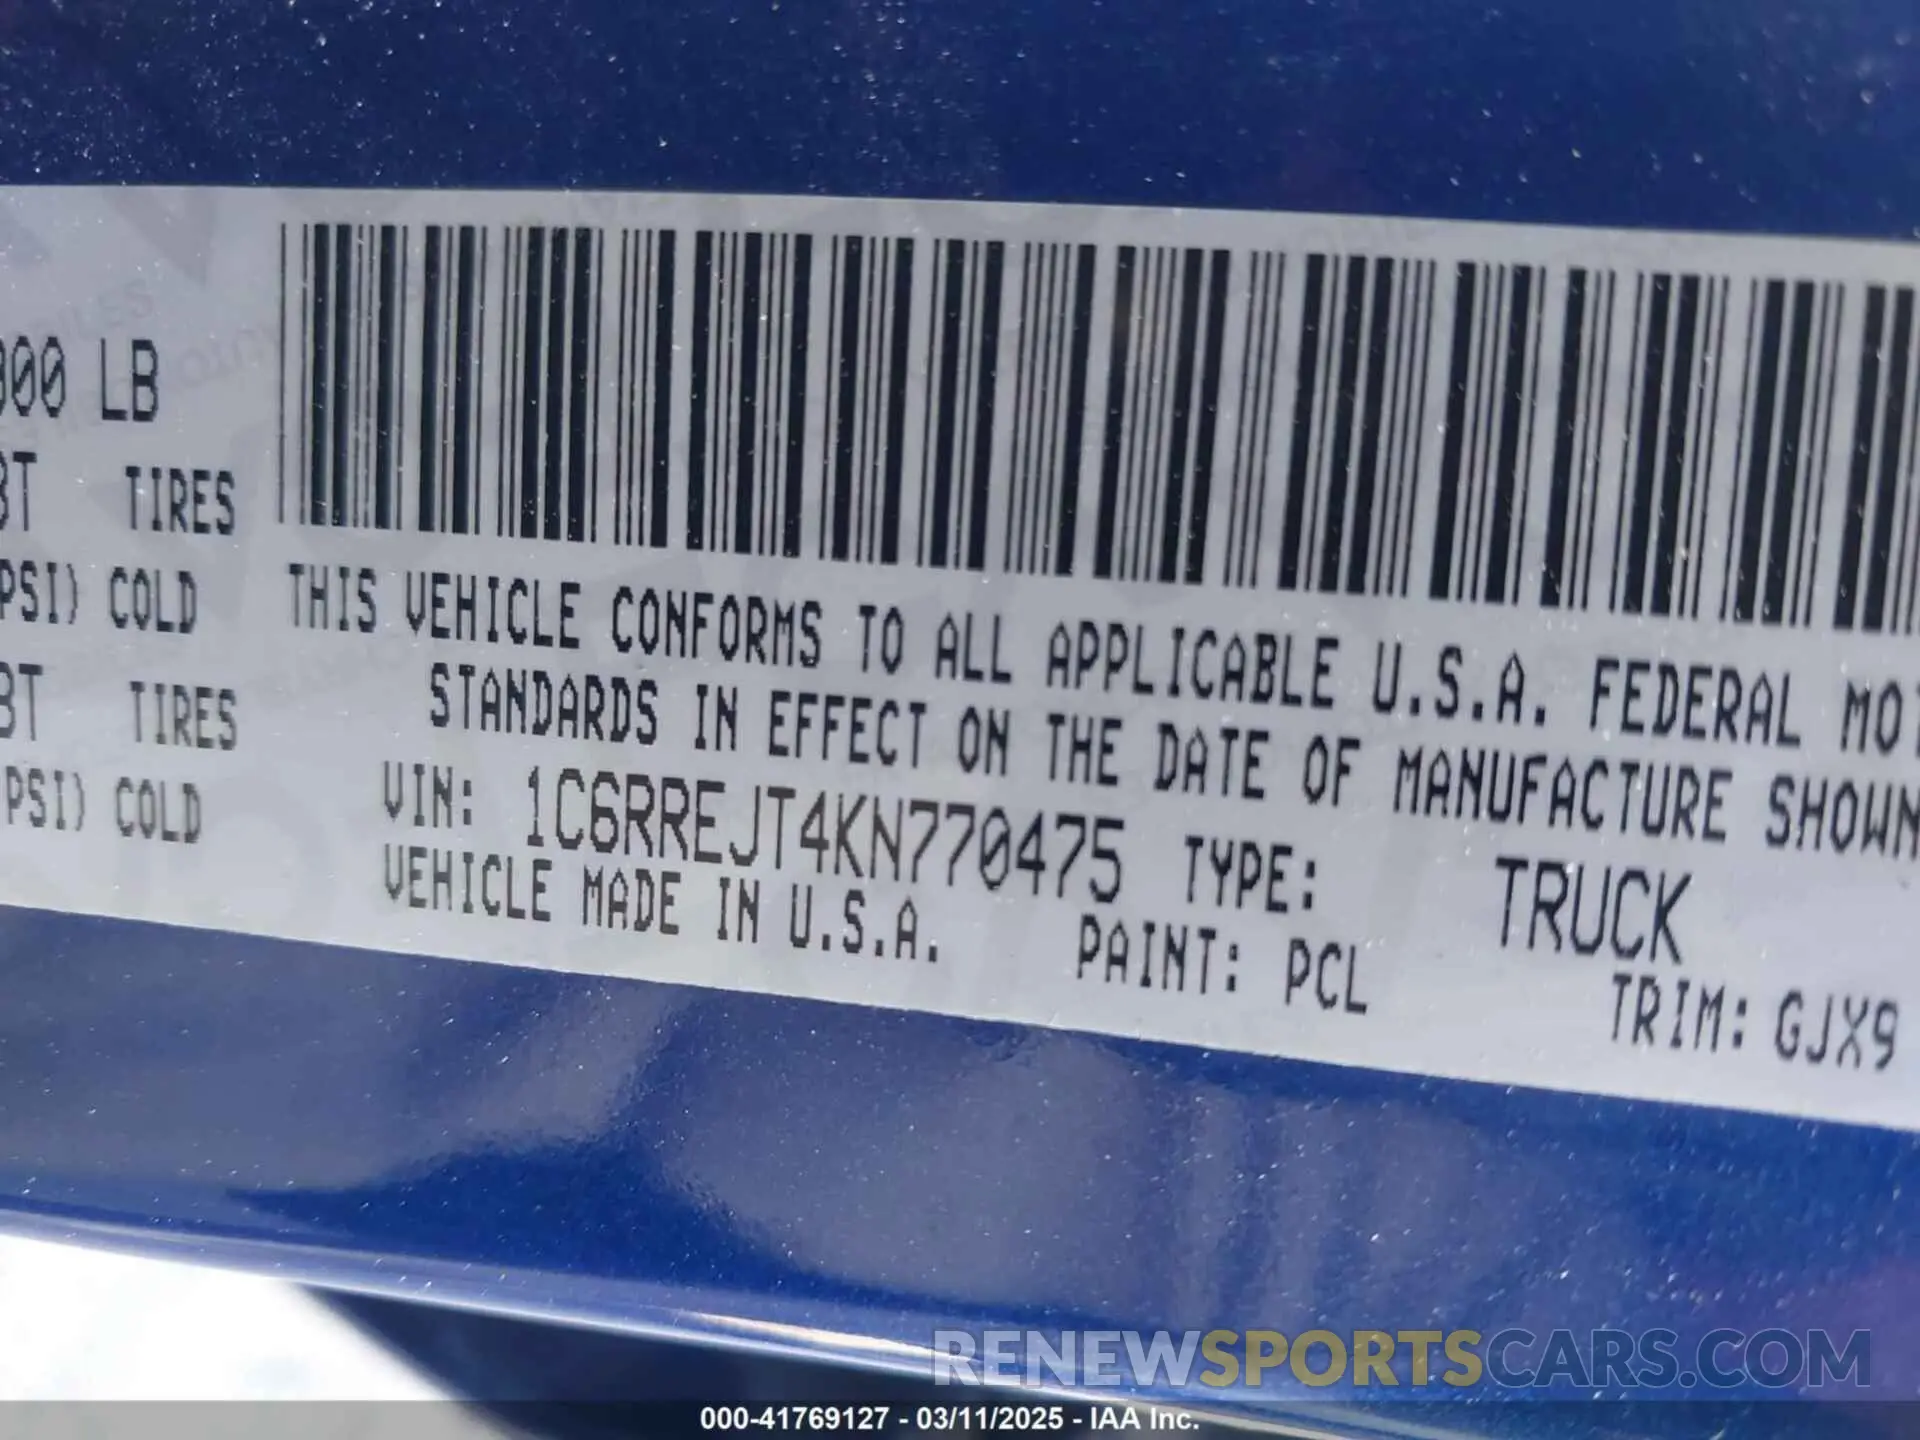 00 LB
TIRES
PSI) COLD
TIRES
PSI) COLD
THIS VEHICLE CONFORMS TO ALL APPLICABLE U.S.A. FEDERAL
STANDARDS IN EFFECT ON THE DATE OF MANUFACTURE SHOWN
VIN: 1C6RREJT4KN770475 TYPE: TRUCK
VEHICLE MADE IN U.S.A. PAINT: PCL TRIM: GJX9
RENEWSPORTSCARS.COM
000-41769127 - 03/11/2025 - IAA Inc.